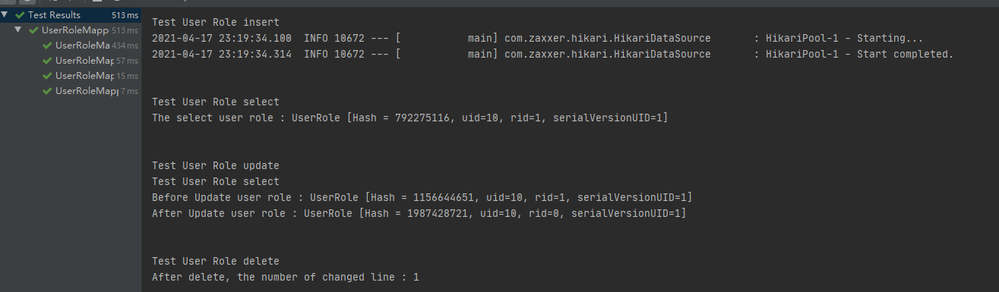 Test Results 513 ms
UserRoleMapp 513 ms
UserRoleMa 434 ms
UserRoleMap 57 ms
UserRoleMap 15 ms
UserRoleMapp 7 ms
Test User Role insert
2021-04-17 23:19:34.100  INFO 10672 --- [           main] com.zaxxer.hikari.HikariDataSource       : HikariPool-1 - Starting...
2021-04-17 23:19:34.314  INFO 10672 --- [           main] com.zaxxer.hikari.HikariDataSource       : HikariPool-1 - Start completed.
Test User Role select
The select user role : UserRole [Hash = 792275116, uid=10, rid=1, serialVersionUID=1]
Test User Role update
Test User Role select
Before Update user role : UserRole [Hash = 1156644651, uid=10, rid=1, serialVersionUID=1]
After Update user role : UserRole [Hash = 1987428721, uid=10, rid=0, serialVersionUID=1]
Test User Role delete
After delete, the number of changed line : 1